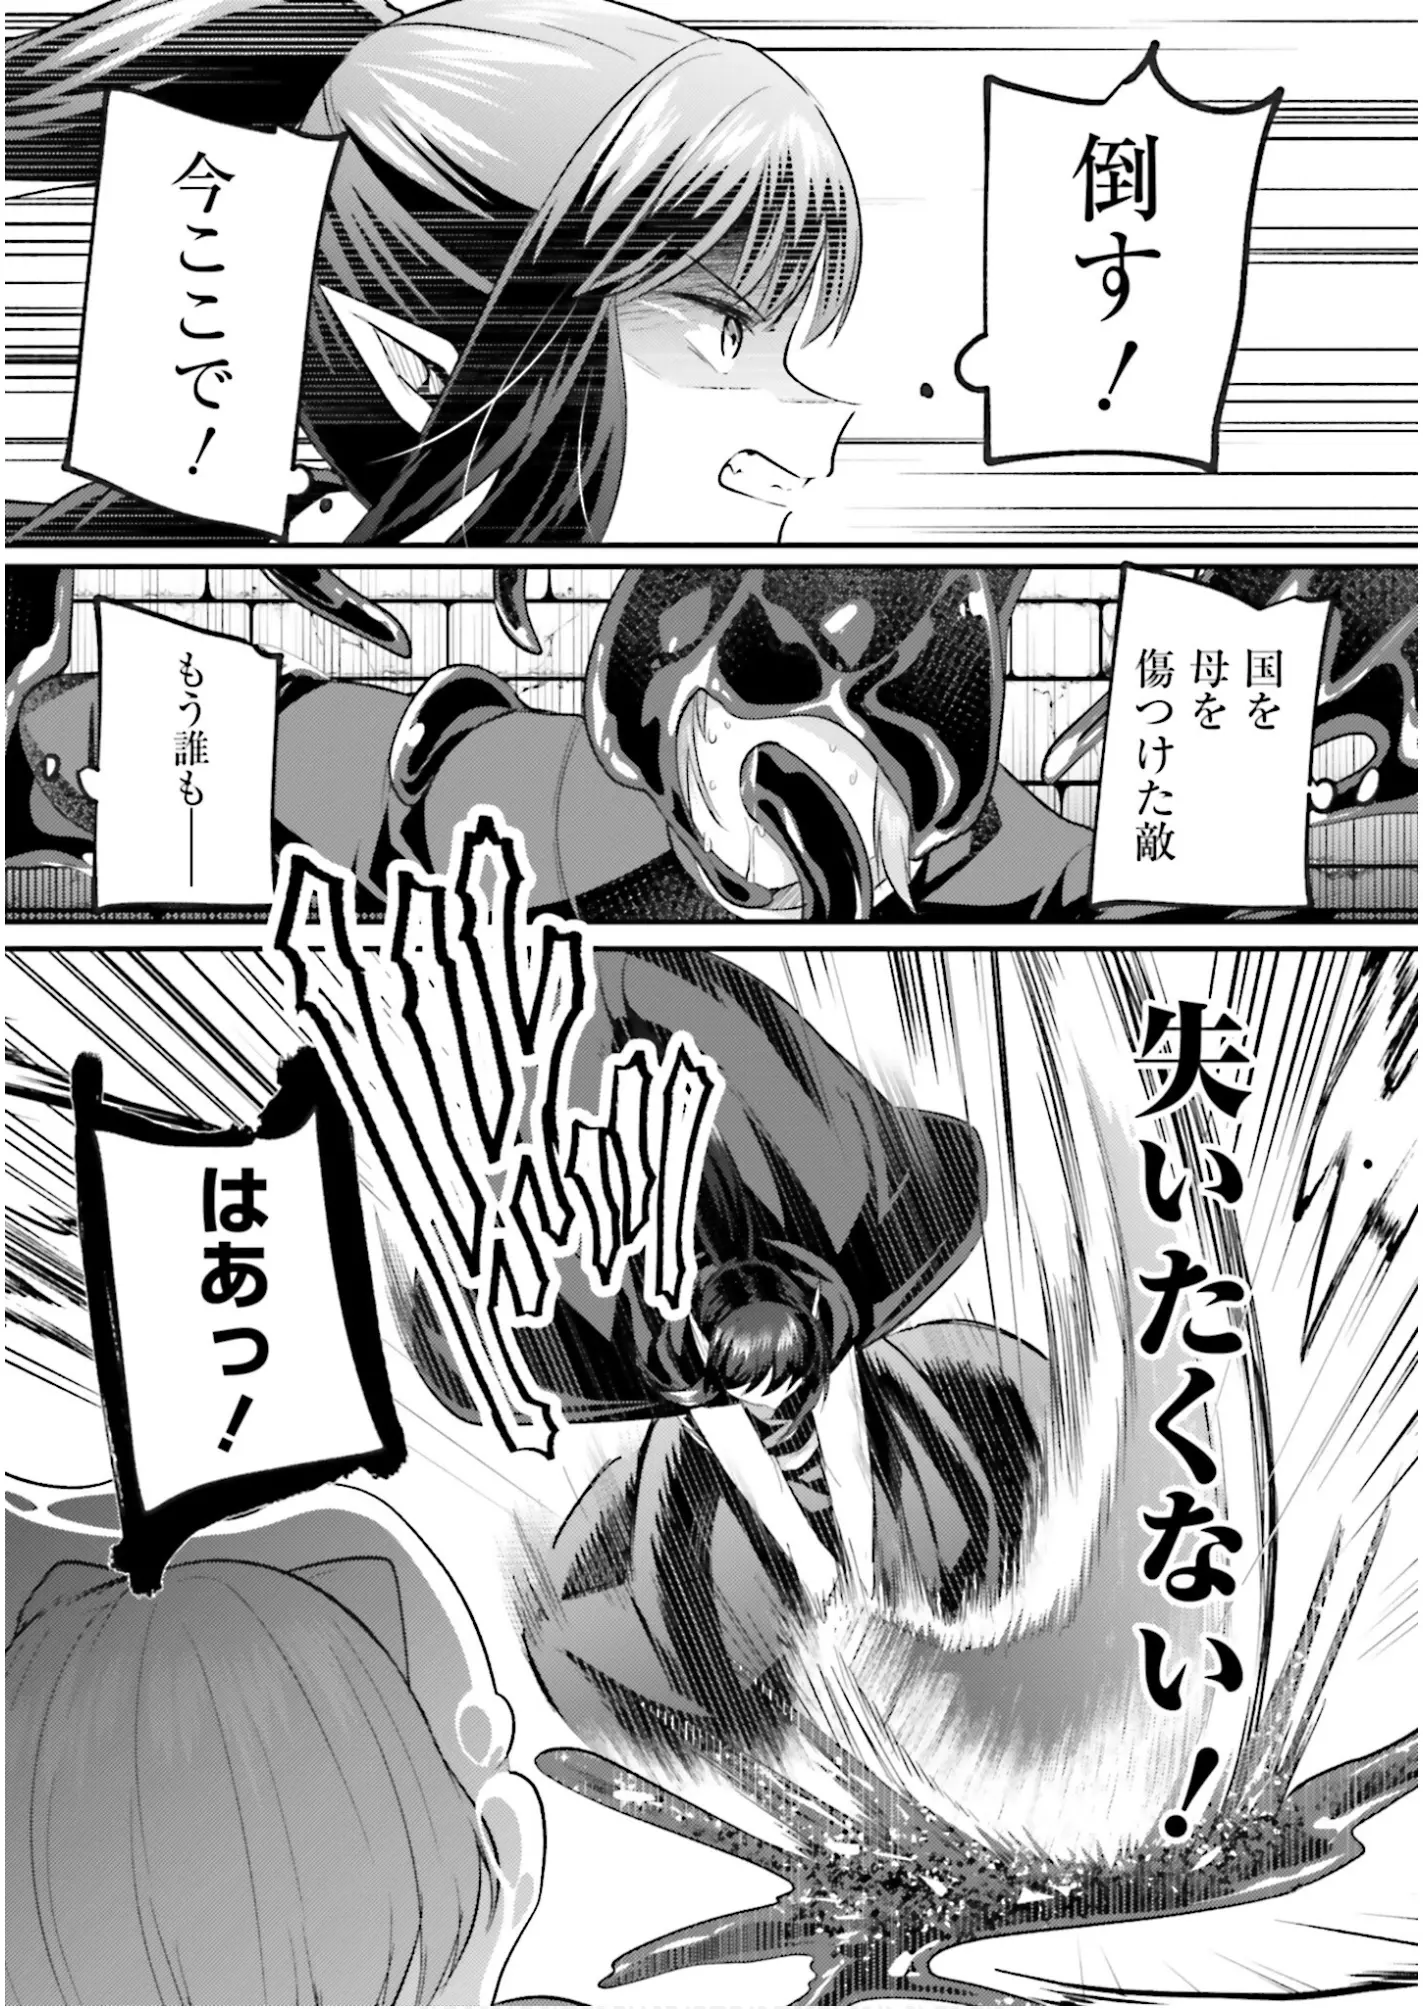 倒す！
今ここで！
国を
母を
傷つけた敵
もう誰も――
失いたくない！
はあっ！